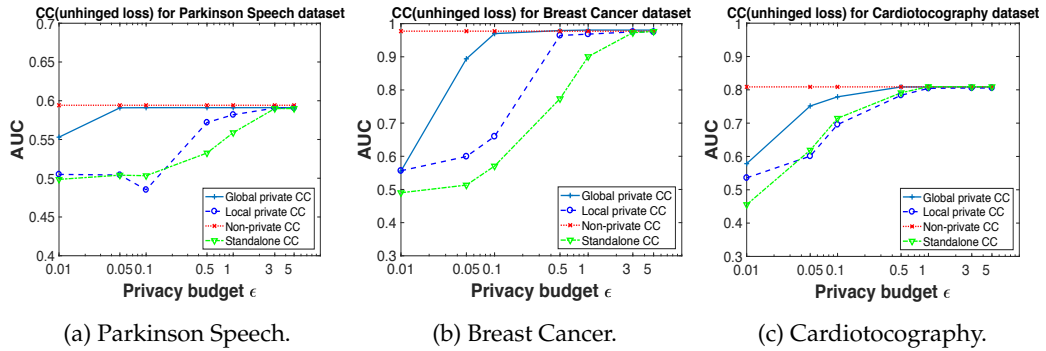 CC(unhinged loss) for Parkinson Speech dataset
0.7
0.65
0.6
0.55
0.5
0.45
0.4
AUC
Global private CC
Local private CC
Non-private CC
Standalone CC
0.01 0.05 0.1 0.5 1 3 5
Privacy budget ϵ
(a) Parkinson Speech.
CC(unhinged loss) for Breast Cancer dataset
1
0.9
0.8
0.7
0.6
0.5
0.4
0.3
AUC
Global private CC
Local private CC
Non-private CC
Standalone CC
0.01 0.05 0.1 0.5 1 3 5
Privacy budget ϵ
(b) Breast Cancer.
CC(unhinged loss) for Cardiotocography dataset
1
0.9
0.8
0.7
0.6
0.5
0.4
0.3
AUC
Global private CC
Local private CC
Non-private CC
Standalone CC
0.01 0.05 0.1 0.5 1 3 5
Privacy budget ϵ
(c) Cardiotocography.